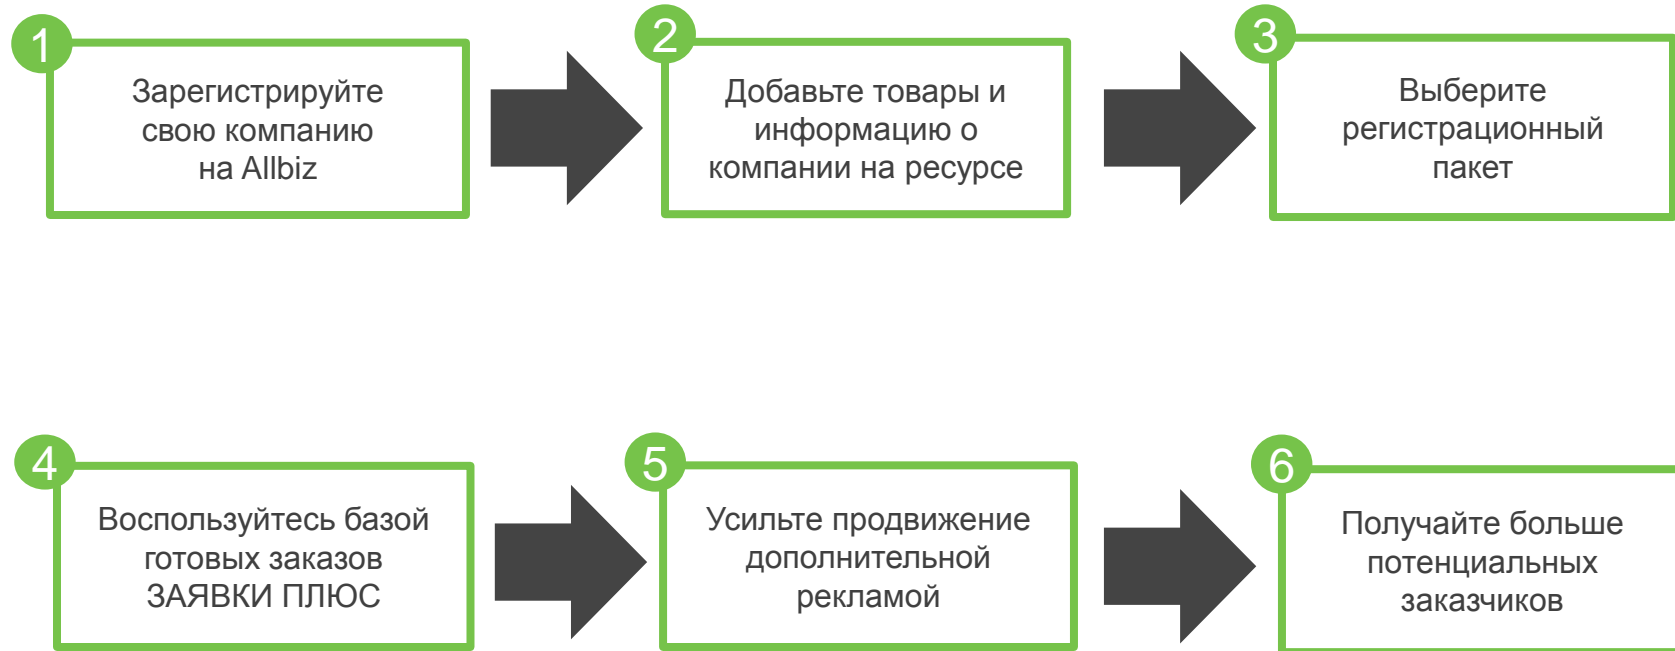 1
Зарегистрируйте
свою компанию
на Allbiz
2
Добавьте товары и
информацию о
компании на ресурсе
3
Выберите
регистрационный
пакет
4
Воспользуйтесь базой
готовых заказов
ЗАЯВКИ ПЛЮС
5
Усильте продвижение
дополнительной
рекламой
6
Получайте больше
потенциальных
заказчиков